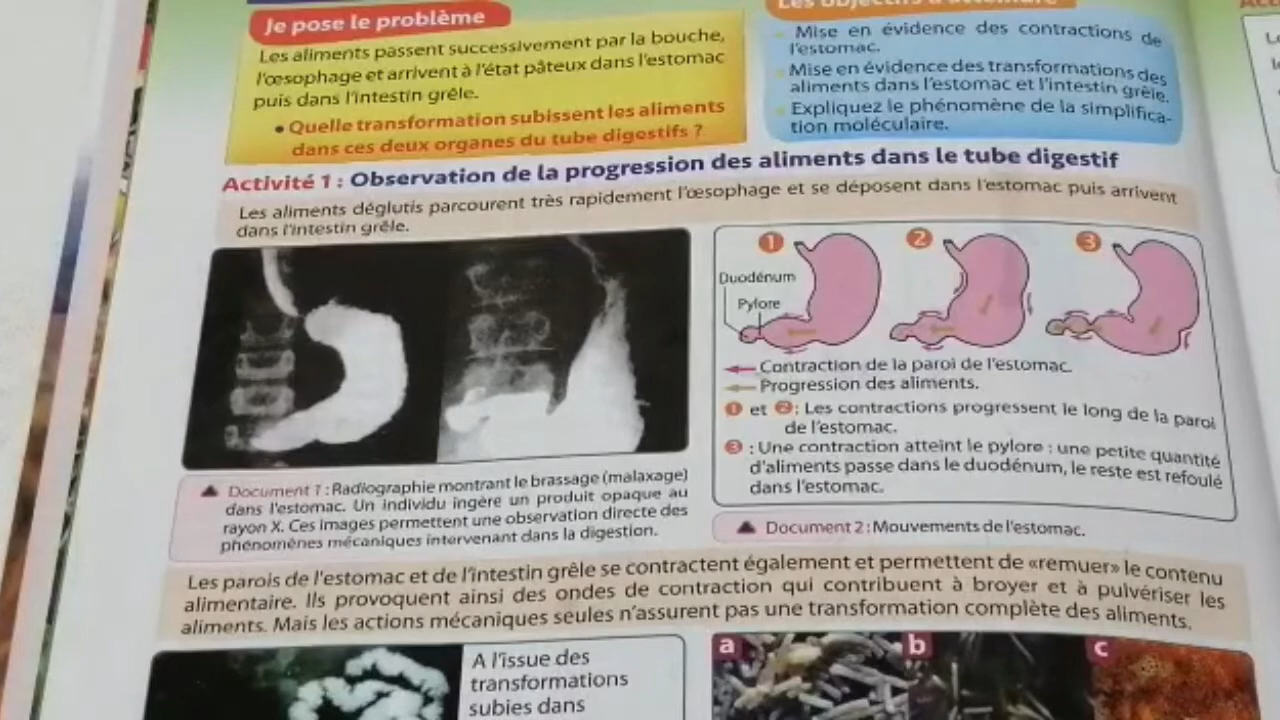 Je pose le problème
Les aliments passent successivement par la bouche,
l'œsophage et arrivent à l'état pâteux dans l'estomac
puis dans l'intestin grêle.
• Quelle transformation subissent les aliments
dans ces deux organes du tube digestifs ?
Les objectifs à atteindre
Mise en évidence des contractions de
l'estomac.
Mise en évidence des transformations des
aliments dans l'estomac et l'intestin grêle.
Expliquez le phénomène de la simplifica-
tion moléculaire.
Activité 1 : Observation de la progression des aliments dans le tube digestif
Les aliments déglutis parcourent très rapidement l'œsophage et se déposent dans l'estomac puis arrivent
dans l'intestin grêle.
1
2
3
Duodénum
Pylore
Contraction de la paroi de l'estomac.
Progression des aliments.
1 et 2 : Les contractions progressent le long de la paroi
de l'estomac.
3 : Une contraction atteint le pylore : une petite quantité
d'aliments passe dans le duodénum, le reste est refoulé
dans l'estomac.
Document 1 : Radiographie montrant le brassage (malaxage)
dans l'estomac. Un individu ingère un produit opaque au
rayon X. Ces images permettent une observation directe des
phénomènes mécaniques intervenant dans la digestion.
Document 2 : Mouvements de l'estomac.
Les parois de l'estomac et de l'intestin grêle se contractent également et permettent de «remuer» le contenu
alimentaire. Ils provoquent ainsi des ondes de contraction qui contribuent à broyer et à pulvériser les
aliments. Mais les actions mécaniques seules n'assurent pas une transformation complète des aliments.
A l'issue des
transformations
subies dans
a
b
c